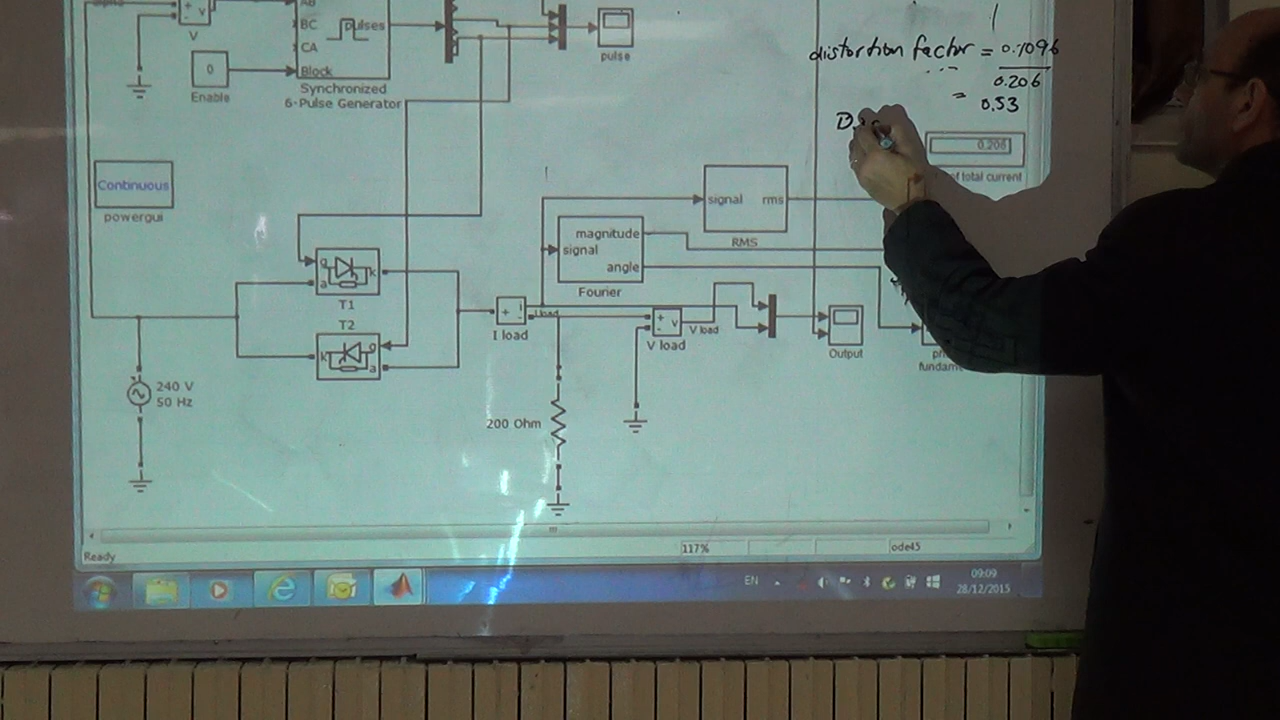 AB
BC
CA
Block
pulses
V
Synchronized
6-Pulse Generator
0
Enable
pulse
distortion factor = 0.1096
0.206
= 0.53
0.206
of total current
Continuous
powergui
signal rms
RMS
magnitude
signal
angle
Fourier
g
a
k
T1
T2
k
g
a
240 V
50 Hz
I load
V load
V load
Output
200 Ohm
Ready
117%
ode45
EN
09:09
28/12/2015